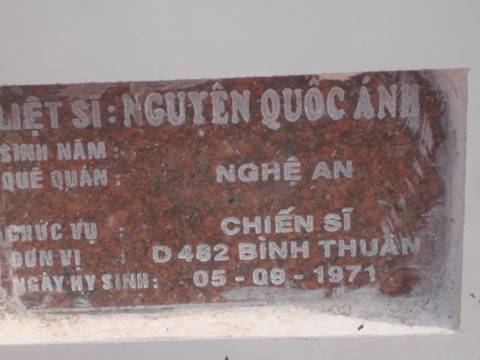 LIỆT SĨ : NGUYỄN QUỐC ÁNH
SINH NĂM :
QUÊ QUÁN : NGHỆ AN
CHỨC VỤ : CHIẾN SĨ
ĐƠN VỊ : D 482 BÌNH THUẬN
NGÀY HY SINH : 05 - 09 - 1971